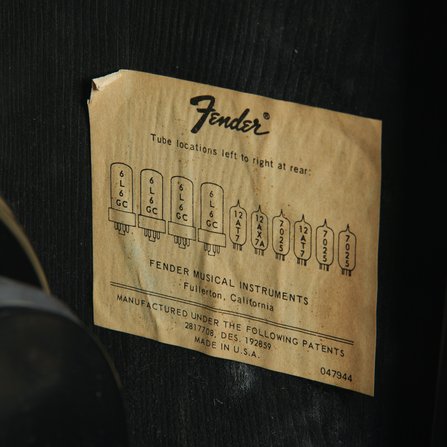 Fender®
Tube locations left to right at rear:
6L6GC 6L6GC 6L6GC 6L6GC 12AT7 12AX7A 7025 12AT7 7025 7025
FENDER MUSICAL INSTRUMENTS
Fullerton, California
MANUFACTURED UNDER THE FOLLOWING PATENTS
2817708, DES. 192859
MADE IN U.S.A.
047944